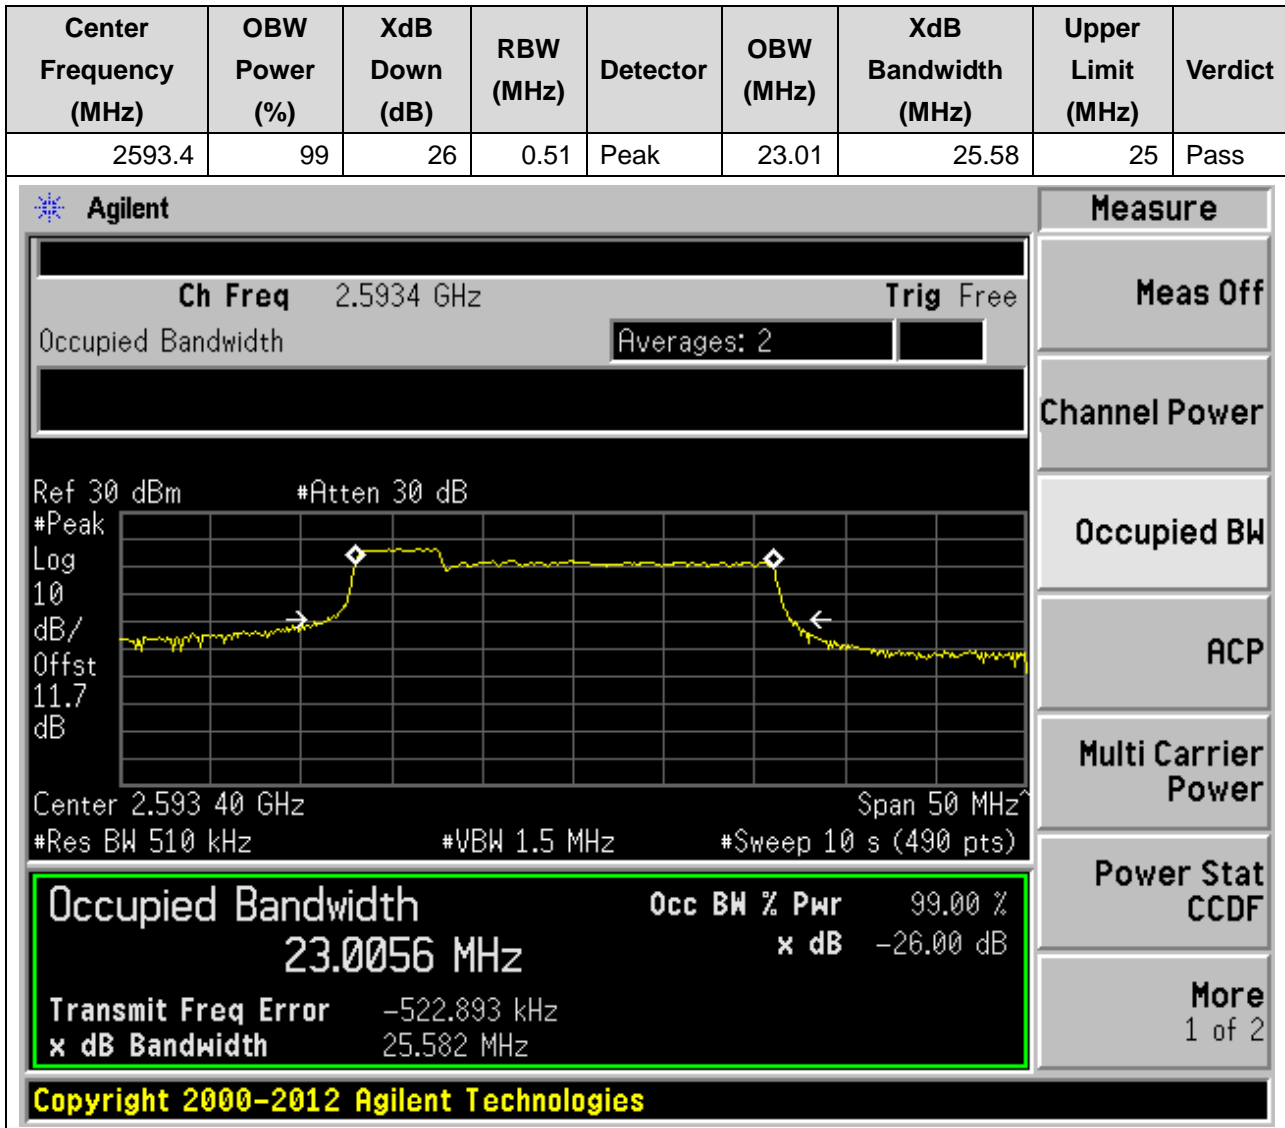 Center Frequency (MHz) OBW Power (%) XdB Down (dB) RBW (MHz) Detector OBW (MHz) XdB Bandwidth (MHz) Upper Limit (MHz) Verdict
2593.4 99 26 0.51 Peak 23.01 25.58 25 Pass
Agilent
Measure
Ch Freq 2.5934 GHz Trig Free
Meas Off
Occupied Bandwidth Averages: 2
Channel Power
Ref 30 dBm #Atten 30 dB
#Peak
Log
10
dB/
Offst
11.7
dB
Occupied BW
ACP
Center 2.593 40 GHz Span 50 MHz^
#Res BW 510 kHz #VBW 1.5 MHz #Sweep 10 s (490 pts)
Multi Carrier
Power
Occupied Bandwidth
23.0056 MHz
Occ BW % Pwr 99.00 %
x dB -26.00 dB
Transmit Freq Error -522.893 kHz
x dB Bandwidth 25.582 MHz
Power Stat
CCDF
More
1 of 2
Copyright 2000-2012 Agilent Technologies